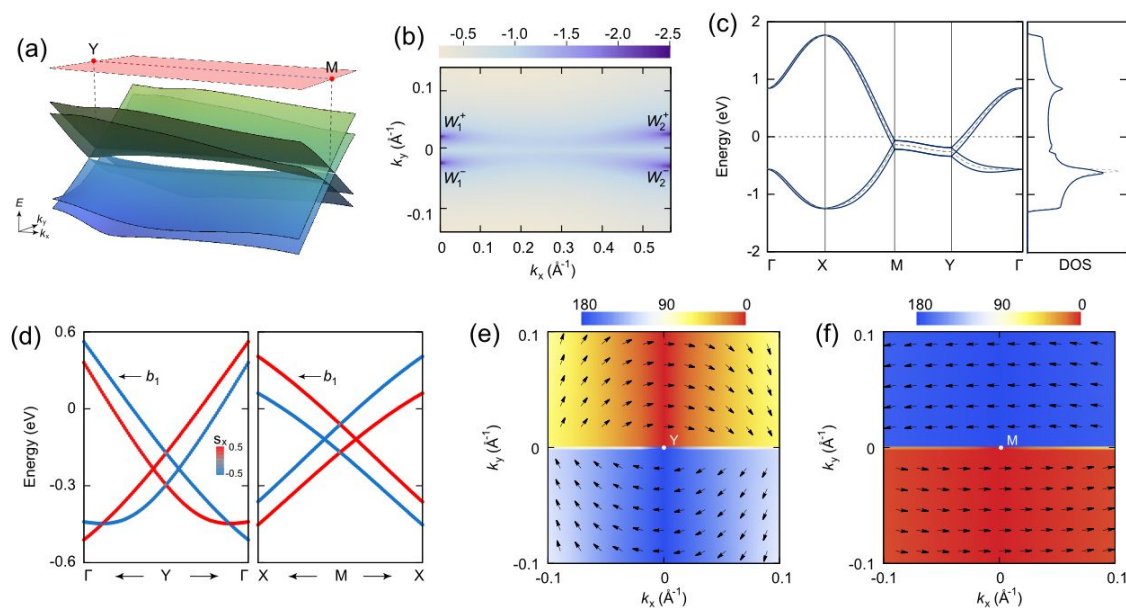 (a)
Y
M
E
ky
kx
(b)
-0.5 -1.0 -1.5 -2.0 -2.5
0.1
0
-0.1
ky (Å⁻¹)
W₁⁺ W₂⁺
W₁⁻ W₂⁻
0 0.1 0.2 0.3 0.4 0.5
kx (Å⁻¹)
(c)
2
1
0
-1
-2
Energy (eV)
Γ X M Y Γ DOS
(d)
0.6
0.3
0
-0.3
-0.6
Energy (eV)
b₁
b₁
Sx
0.5
-0.5
Γ ← Y → Γ X ← M → X
(e)
180 90 0
0.1
0
-0.1
ky (Å⁻¹)
Y
-0.1 0 0.1
kx (Å⁻¹)
(f)
180 90 0
0.1
0
-0.1
ky (Å⁻¹)
M
-0.1 0 0.1
kx (Å⁻¹)